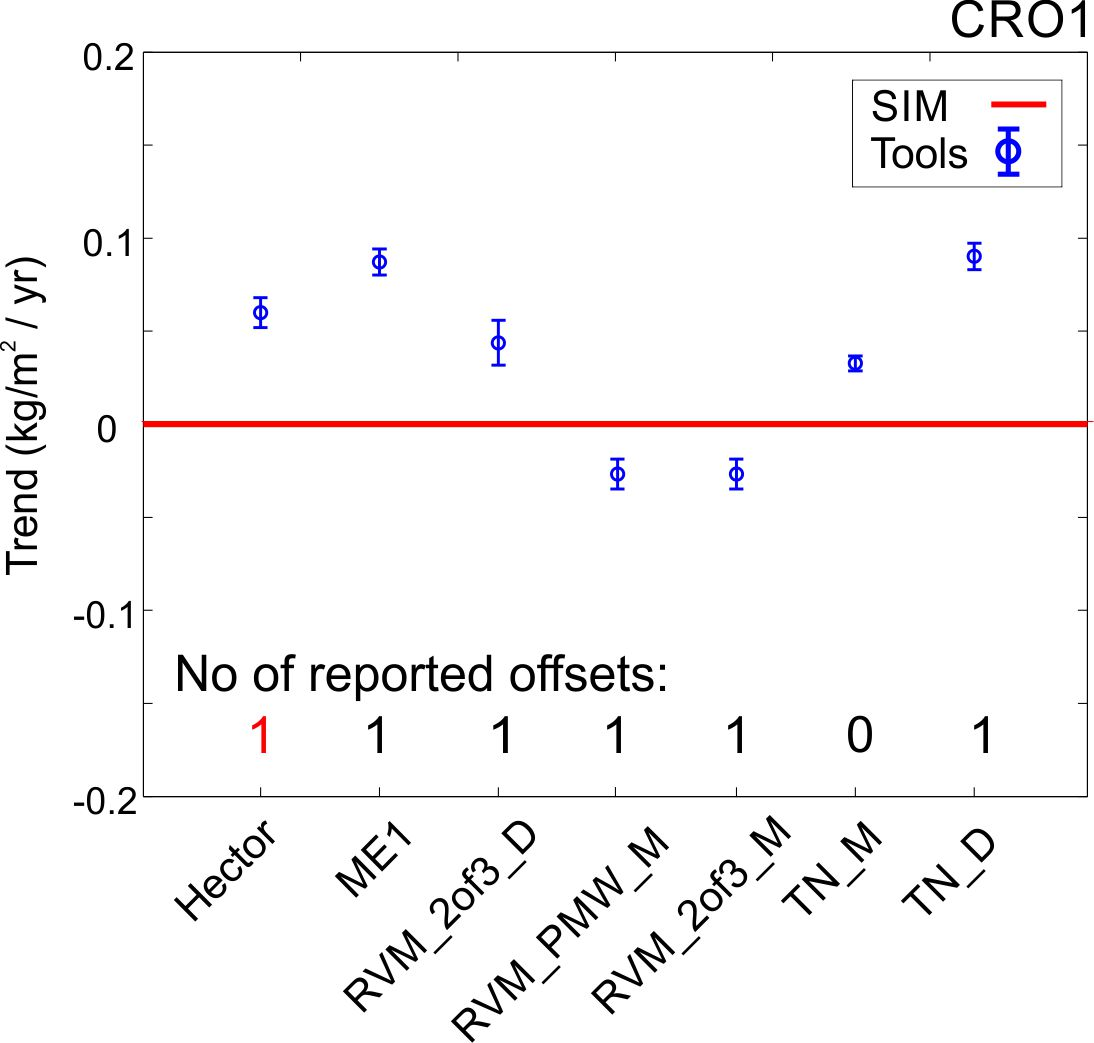 CRO1
0.2
0.1
0
-0.1
-0.2
Trend (kg/m² / yr)
SIM
Tools
No of reported offsets:
1 1 1 1 1 0 1
Hector
ME1
RVM_2of3_D
RVM_PMW_M
RVM_2of3_M
TN_M
TN_D